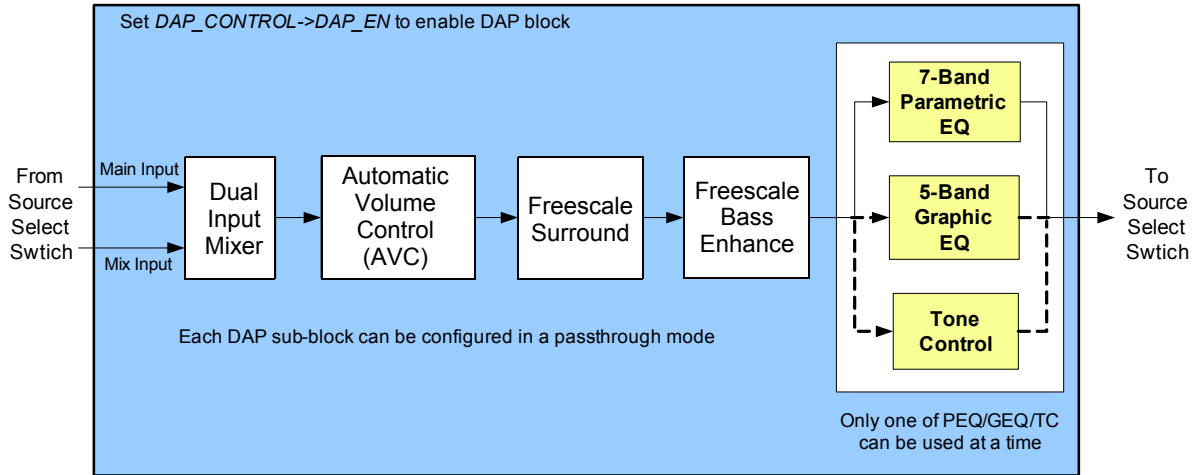 Set DAP_CONTROL->DAP_EN to enable DAP block
From
Source
Select
Swtich
Main Input
Mix Input
Dual
Input
Mixer
Automatic
Volume
Control
(AVC)
Freescale
Surround
Freescale
Bass
Enhance
7-Band
Parametric
EQ
5-Band
Graphic
EQ
Tone
Control
To
Source
Select
Swtich
Each DAP sub-block can be configured in a passthrough mode
Only one of PEQ/GEQ/TC
can be used at a time